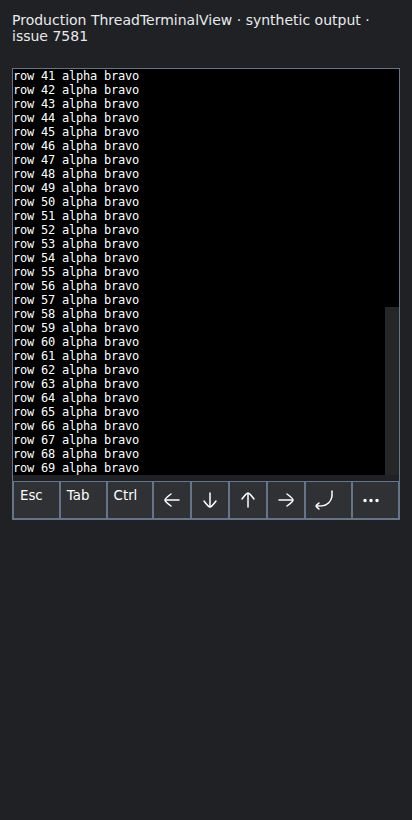 Production ThreadTerminalView · synthetic output ·
issue 7581
row 41 alpha bravo
row 42 alpha bravo
row 43 alpha bravo
row 44 alpha bravo
row 45 alpha bravo
row 46 alpha bravo
row 47 alpha bravo
row 48 alpha bravo
row 49 alpha bravo
row 50 alpha bravo
row 51 alpha bravo
row 52 alpha bravo
row 53 alpha bravo
row 54 alpha bravo
row 55 alpha bravo
row 56 alpha bravo
row 57 alpha bravo
row 58 alpha bravo
row 59 alpha bravo
row 60 alpha bravo
row 61 alpha bravo
row 62 alpha bravo
row 63 alpha bravo
row 64 alpha bravo
row 65 alpha bravo
row 66 alpha bravo
row 67 alpha bravo
row 68 alpha bravo
row 69 alpha bravo
Esc Tab Ctrl ← ↓ ↑ → ⤶ ···